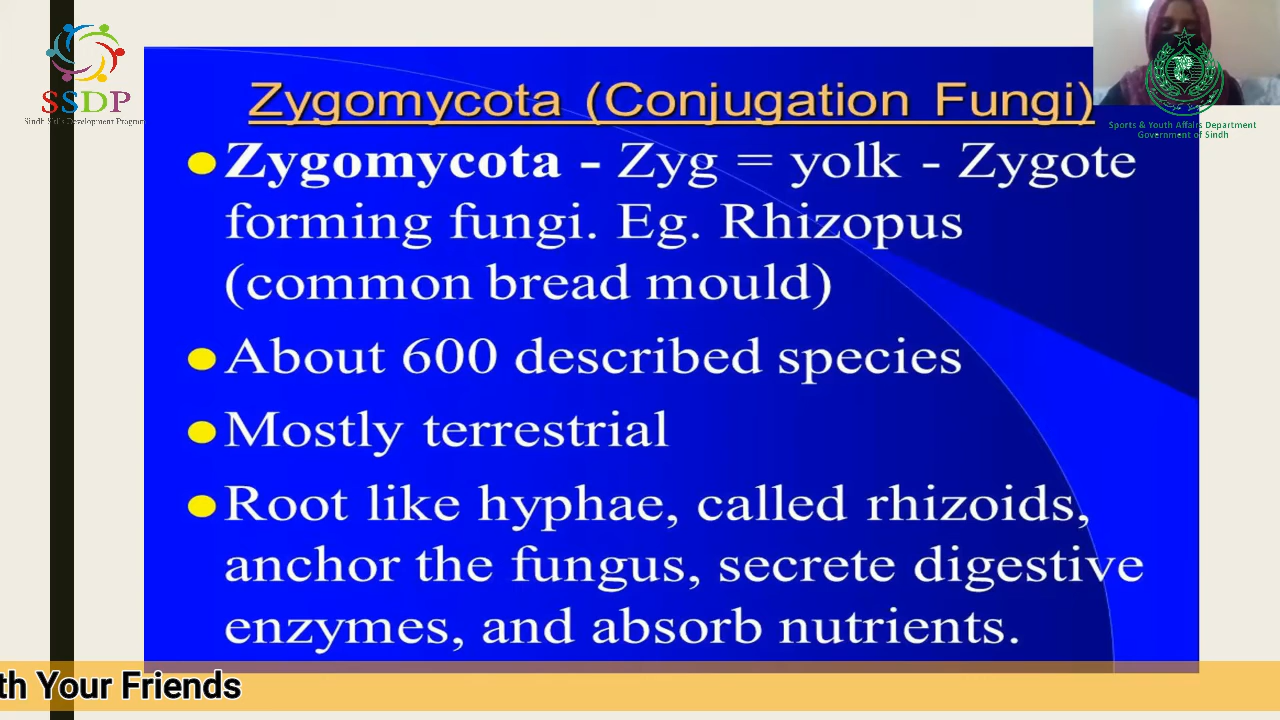 SSDP
Sindh Skills Development Program
Sports & Youth Affairs Department
Government of Sindh
Zygomycota (Conjugation Fungi)
Zygomycota - Zyg = yolk - Zygote
forming fungi. Eg. Rhizopus
(common bread mould)
About 600 described species
Mostly terrestrial
Root like hyphae, called rhizoids,
anchor the fungus, secrete digestive
enzymes, and absorb nutrients.
th Your Friends